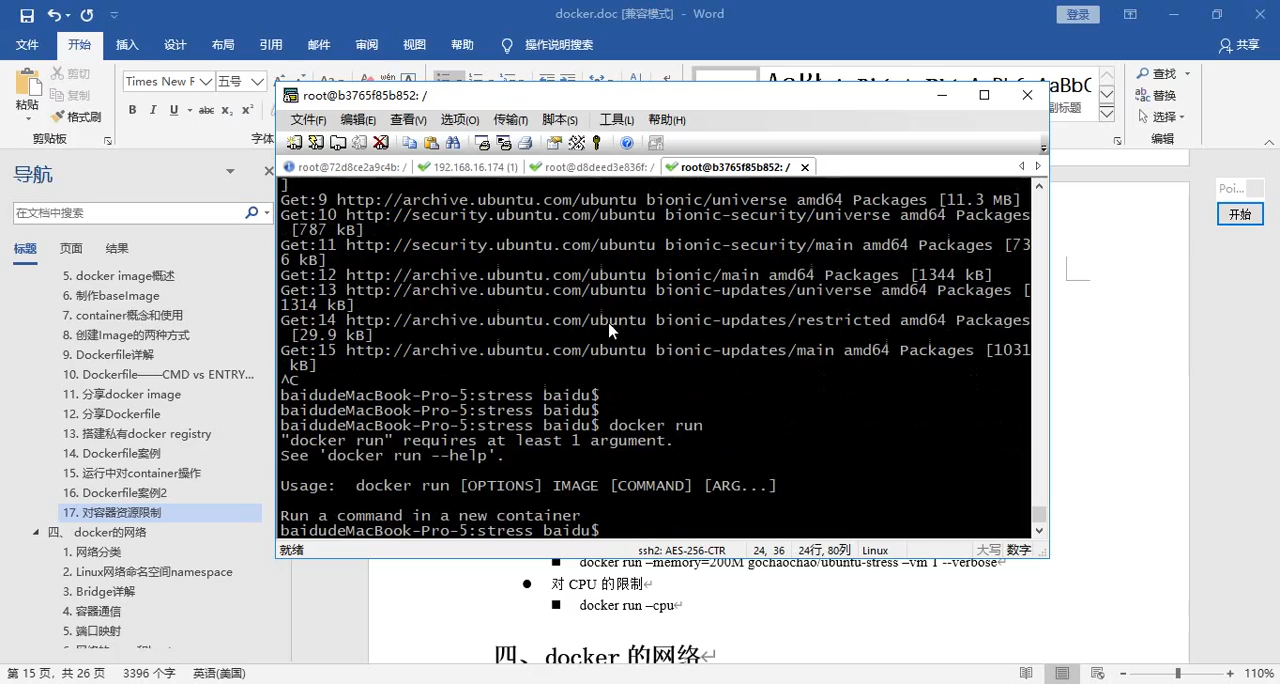 docker.doc [兼容模式] - Word
登录
文件 开始 插入 设计 布局 引用 邮件 审阅 视图 帮助 操作说明搜索 共享
剪切
Times New F 五号
查找
粘贴
复制
替换
副标题
格式刷
B I U abc x₂ x²
选择
剪贴板 字体
编辑
root@b3765f85b852: /
文件(F) 编辑(E) 查看(V) 选项(O) 传输(T) 脚本(S) 工具(L) 帮助(H)
root@72d8ce2a9c4b: / 192.168.16.174 (1) root@d8deed3e836f: / root@b3765f85b852: /
导航
在文档中搜索
标题 页面 结果
5. docker image概述
6. 制作baseImage
7. container概念和使用
8. 创建Image的两种方式
9. Dockerfile详解
10. Dockerfile——CMD vs ENTRY...
11. 分享docker image
12. 分享Dockerfile
13. 搭建私有docker registry
14. Dockerfile案例
15. 运行中对container操作
16. Dockerfile案例2
17. 对容器资源限制
四、 docker的网络
1. 网络分类
2. Linux网络命名空间namespace
3. Bridge详解
4. 容器通信
5. 端口映射
]
Get:9 http://archive.ubuntu.com/ubuntu bionic/universe amd64 Packages [11.3 MB]
Get:10 http://security.ubuntu.com/ubuntu bionic-security/universe amd64 Packages
[787 kB]
Get:11 http://security.ubuntu.com/ubuntu bionic-security/main amd64 Packages [73
6 kB]
Get:12 http://archive.ubuntu.com/ubuntu bionic/main amd64 Packages [1344 kB]
Get:13 http://archive.ubuntu.com/ubuntu bionic-updates/universe amd64 Packages [
1314 kB]
Get:14 http://archive.ubuntu.com/ubuntu bionic-updates/restricted amd64 Packages
[29.9 kB]
Get:15 http://archive.ubuntu.com/ubuntu bionic-updates/main amd64 Packages [1031
kB]
^C
baidudeMacBook-Pro-5:stress baidu$
baidudeMacBook-Pro-5:stress baidu$
baidudeMacBook-Pro-5:stress baidu$ docker run
"docker run" requires at least 1 argument.
See 'docker run --help'.
Usage: docker run [OPTIONS] IMAGE [COMMAND] [ARG...]
Run a command in a new container
baidudeMacBook-Pro-5:stress baidu$
就绪 ssh2: AES-256-CTR 24, 36 24行, 80列 Linux 大写 数字
Poi...
开始
docker run –memory=200M gochaochao/ubuntu-stress –vm 1 --verbose
对 CPU 的限制
docker run –cpu
四、docker 的网络
第 15 页, 共 26 页 3396 个字 英语(美国) 110%